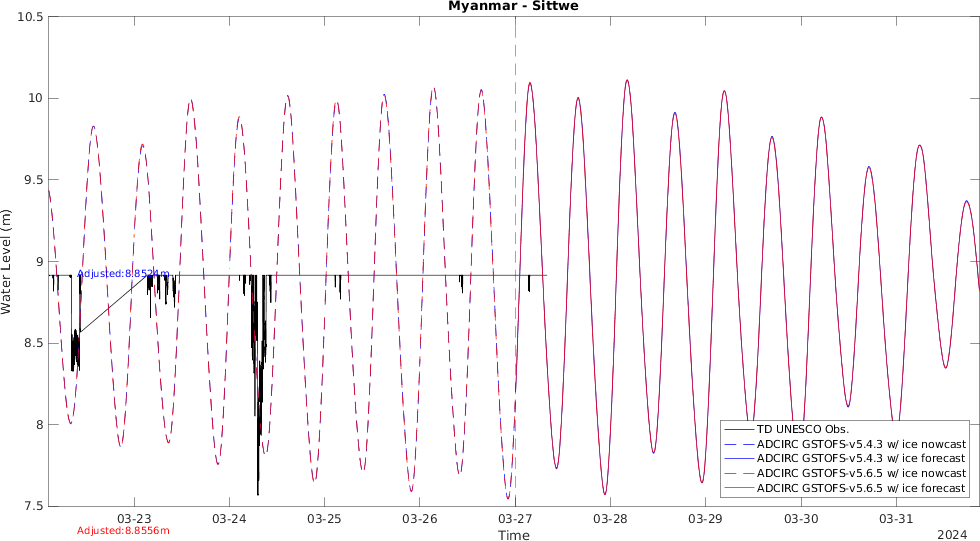 Myanmar - Sittwe
10.5
10
9.5
9
8.5
8
7.5
Water Level (m)
Adjusted:8.8524m
TD UNESCO Obs.
ADCIRC GSTOFS-v5.4.3 w/ ice nowcast
ADCIRC GSTOFS-v5.4.3 w/ ice forecast
ADCIRC GSTOFS-v5.6.5 w/ ice nowcast
ADCIRC GSTOFS-v5.6.5 w/ ice forecast
03-23 03-24 03-25 03-26 03-27 03-28 03-29 03-30 03-31
Adjusted:8.8556m
Time
2024